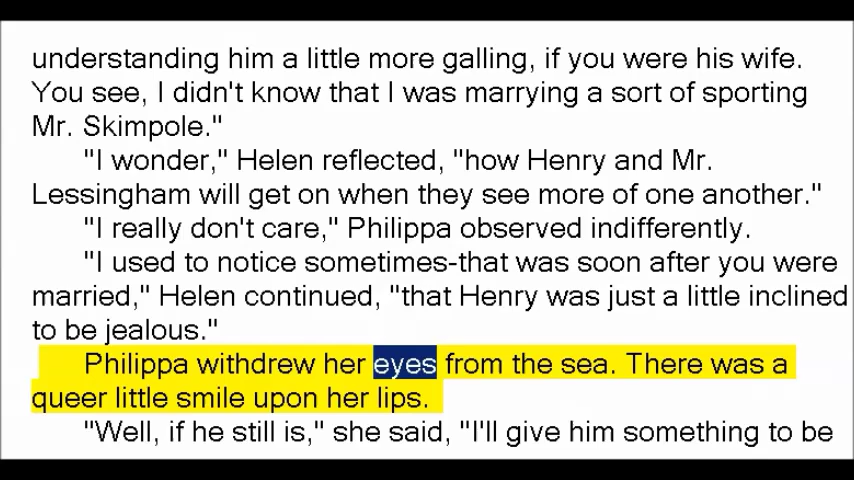 understanding him a little more galling, if you were his wife.
You see, I didn't know that I was marrying a sort of sporting
Mr. Skimpole."
"I wonder," Helen reflected, "how Henry and Mr.
Lessingham will get on when they see more of one another."
"I really don't care," Philippa observed indifferently.
"I used to notice sometimes-that was soon after you were
married," Helen continued, "that Henry was just a little inclined
to be jealous."
Philippa withdrew her eyes from the sea. There was a
queer little smile upon her lips.
"Well, if he still is," she said, "I'll give him something to be